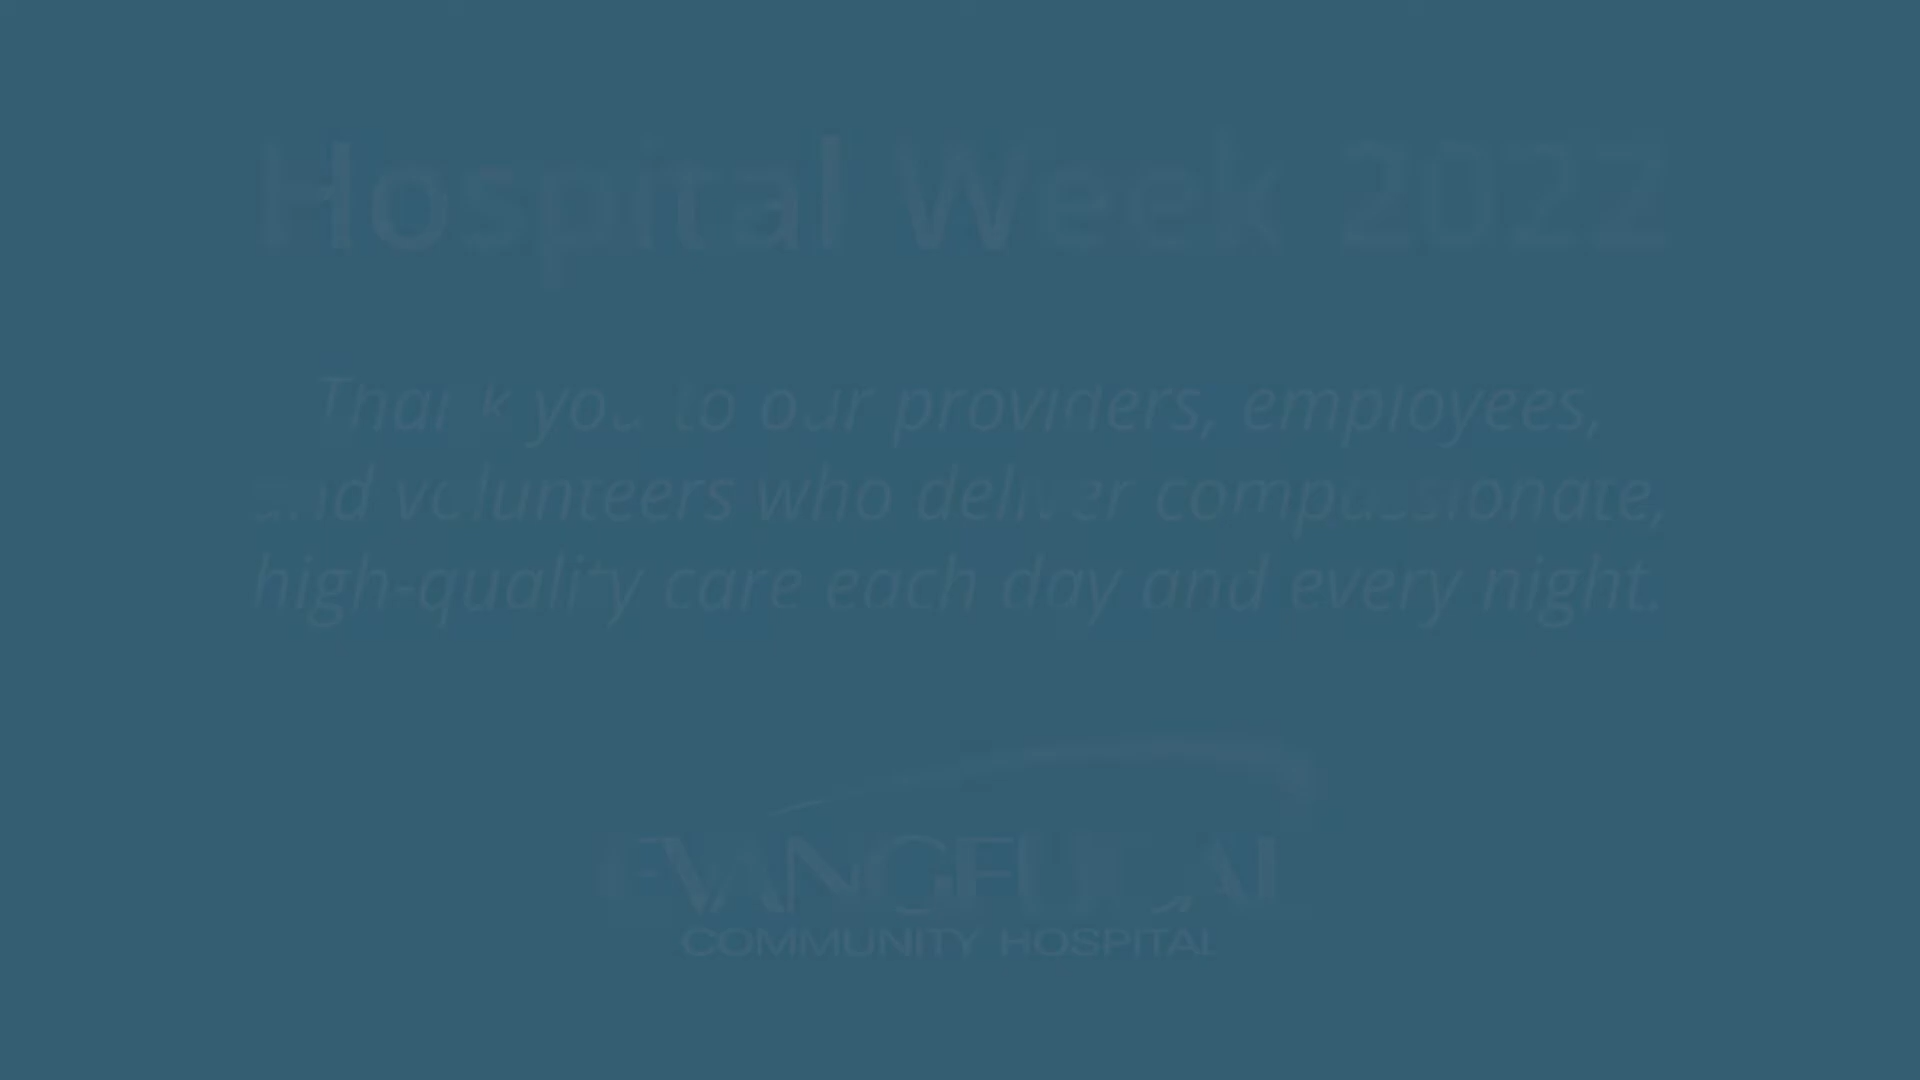 Hospital Week 2022
Thank you to our providers, employees,
and volunteers who deliver compassionate,
high-quality care each day and every night.
EVANGELICAL
COMMUNITY HOSPITAL